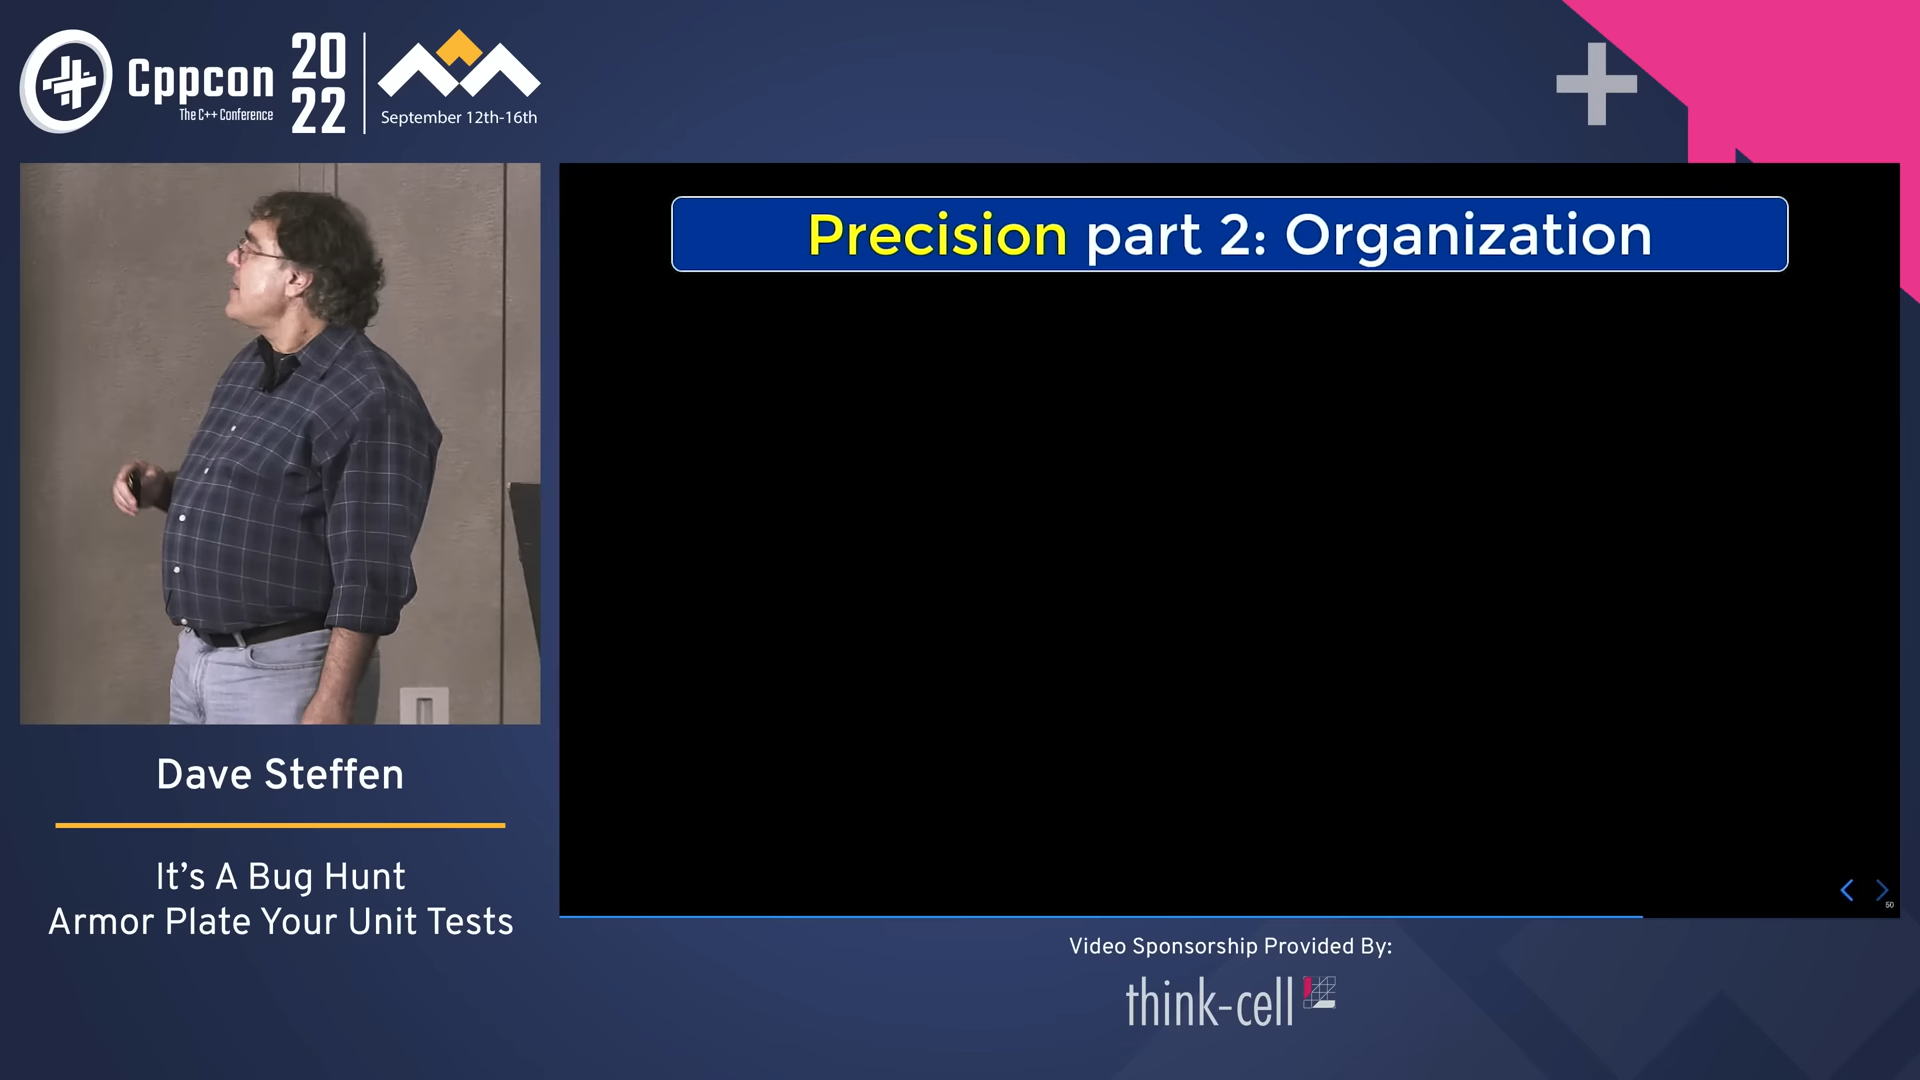 Cppcon
The C++ Conference
20
22
September 12th-16th
Precision part 2: Organization
50
Dave Steffen
It's A Bug Hunt
Armor Plate Your Unit Tests
Video Sponsorship Provided By:
think-cell